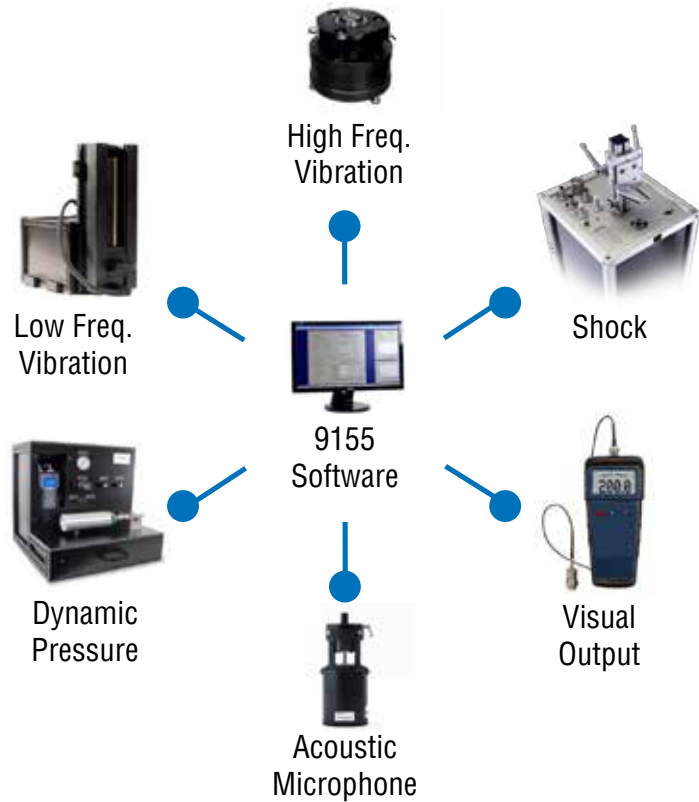 High Freq.
Vibration
Low Freq.
Vibration
Shock
9155
Software
200.0
Dynamic
Pressure
Visual
Output
Acoustic
Microphone